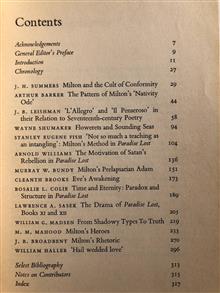 Contents
Acknowledgements 7
General Editor's Preface 9
Introduction 11
Chronology 27
J. H. SUMMERS Milton and the Cult of Conformity 29
ARTHUR BARKER The Pattern of Milton's 'Nativity
Ode' 44
J. B. LEISHMAN 'L'Allegro' and 'Il Penseroso' in
their Relation to Seventeenth-century Poetry 58
WAYNE SHUMAKER Flowerets and Sounding Seas 94
STANLEY EUGENE FISH 'Not so much a teaching as
an intangling': Milton's Method in Paradise Lost 104
ARNOLD WILLIAMS The Motivation of Satan's
Rebellion in Paradise Lost 136
MURRAY W. BUNDY Milton's Prelapsarian Adam 151
CLEANTH BROOKS Eve's Awakening 173
ROSALIE L. COLIE Time and Eternity: Paradox and
Structure in Paradise Lost 189
LAWRENCE A. SASEK The Drama of Paradise Lost,
Books XI and XII 205
WILLIAM G. MADSEN From Shadowy Types To Truth 219
M. M. MAHOOD Milton's Heroes 233
J. B. BROADBENT Milton's Rhetoric 270
WILLIAM HALLER 'Hail wedded love' 296
Select Bibliography 313
Notes on Contributors 315
Index 317